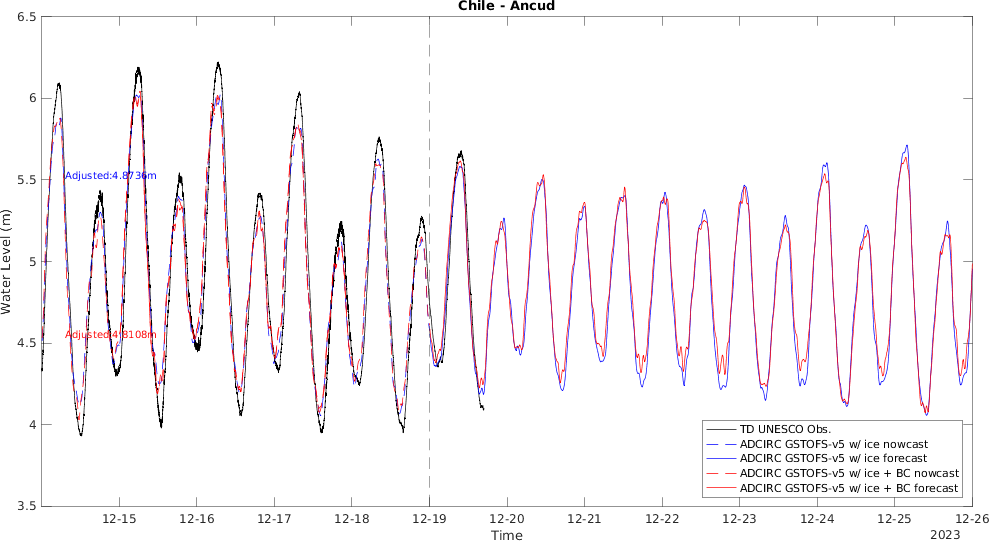 Chile - Ancud
6.5
6
5.5
5
4.5
4
3.5
Water Level (m)
Adjusted:4.8736m
Adjusted:4.8108m
TD UNESCO Obs.
ADCIRC GSTOFS-v5 w/ ice nowcast
ADCIRC GSTOFS-v5 w/ ice forecast
ADCIRC GSTOFS-v5 w/ ice + BC nowcast
ADCIRC GSTOFS-v5 w/ ice + BC forecast
12-15 12-16 12-17 12-18 12-19 12-20 12-21 12-22 12-23 12-24 12-25 12-26
Time
2023